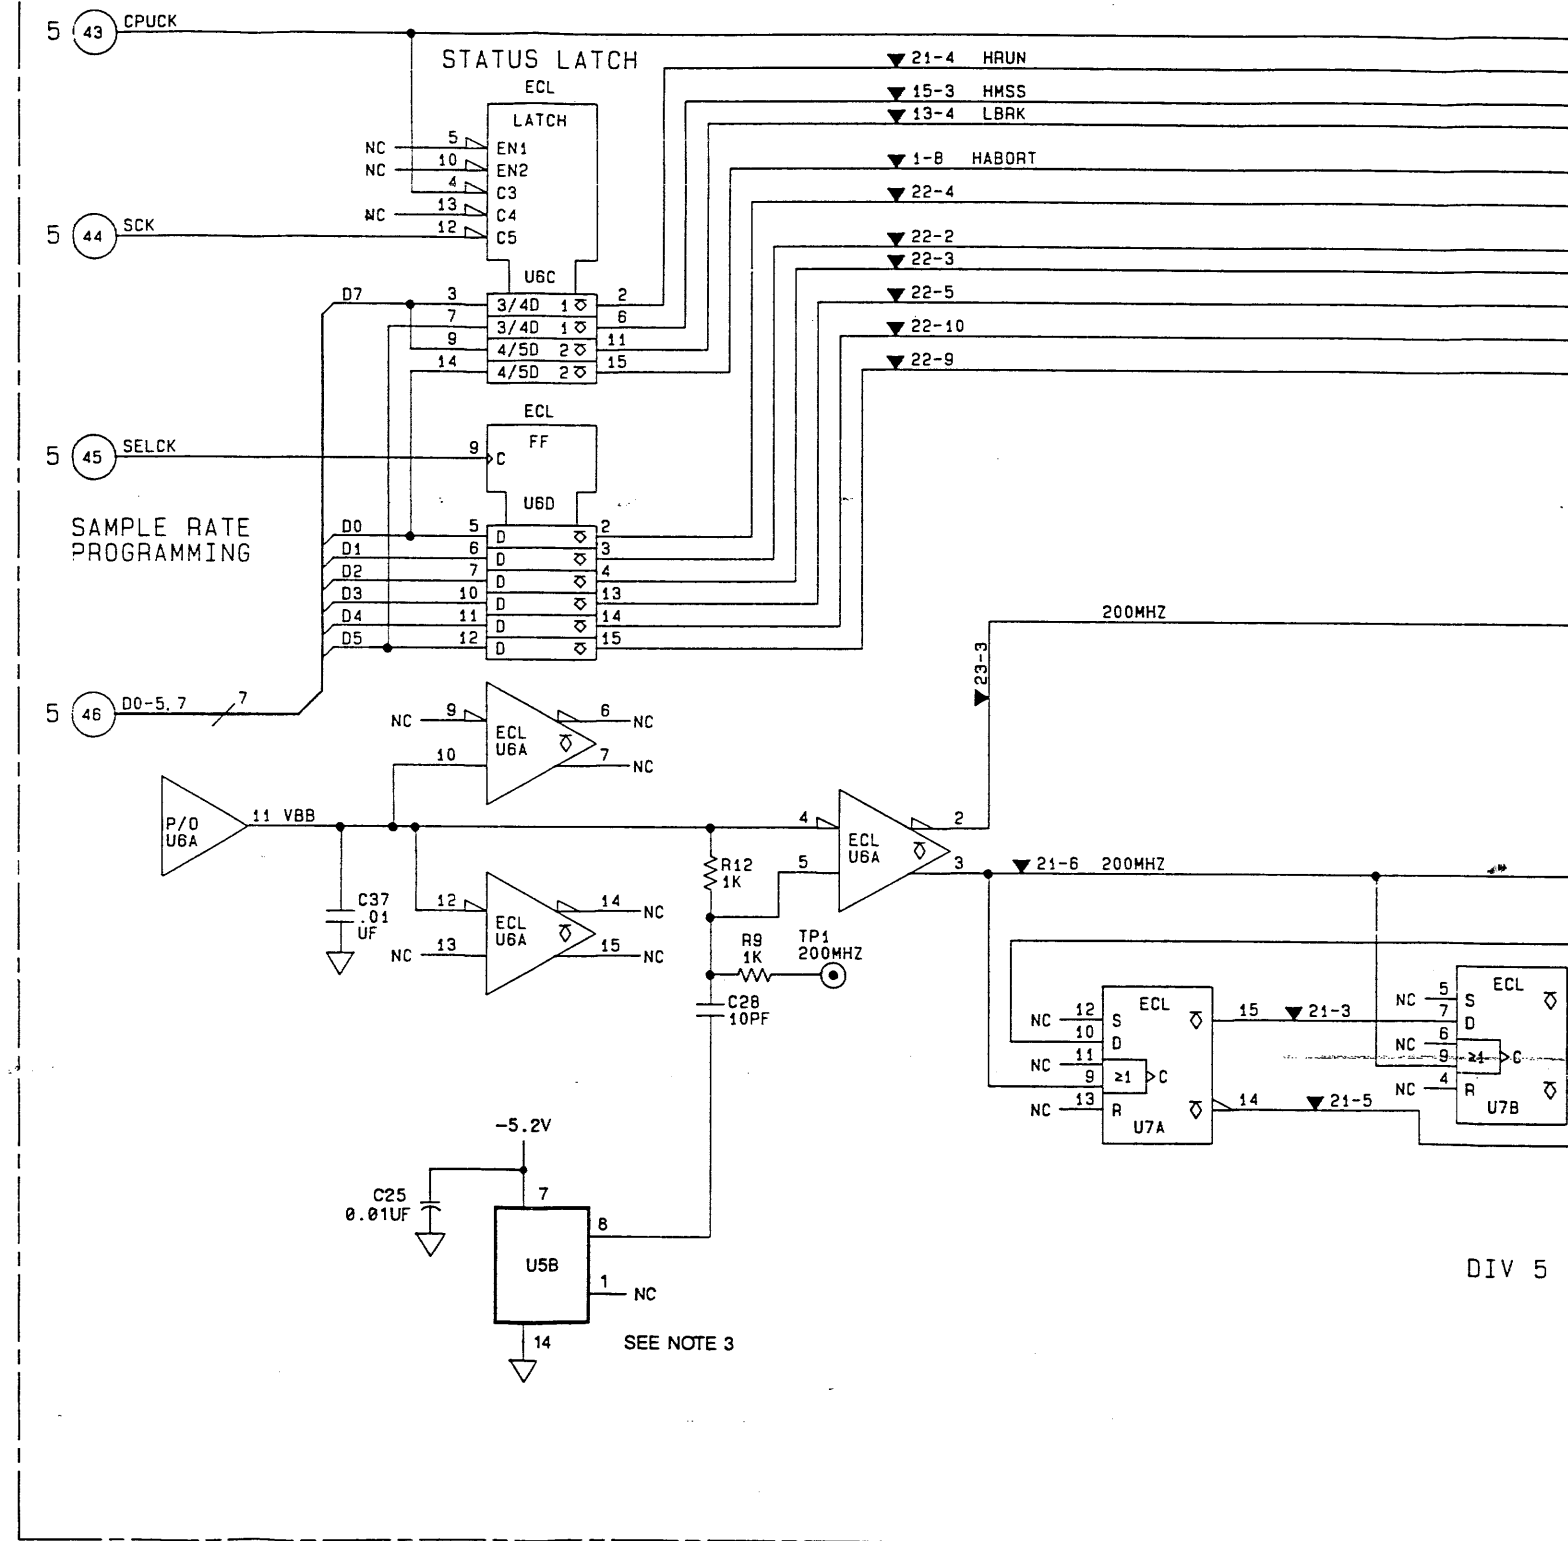 5 43 CPUCK
STATUS LATCH
ECL
LATCH
NC 5 EN1
NC 10 EN2
4 C3
NC 13 C4
5 44 SCK 12 C5
U6C
D7 3 3/4D 1 2
7 3/4D 1 6
9 4/5D 2 11
14 4/5D 2 15
21-4 HRUN
15-3 HMSS
13-4 LBRK
1-8 HABORT
22-4
22-2
22-3
22-5
22-10
22-9
ECL
FF
5 45 SELCK 9 C
U6D
SAMPLE RATE
PROGRAMMING
D0 5 D 2
D1 6 D 3
D2 7 D 4
D3 10 D 13
D4 11 D 14
D5 12 D 15
5 46 D0-5,7 7
200MHZ
23-3
NC 9 ECL U6A 6 NC
10 7 NC
P/O
U6A
11 VBB
C37
.01
UF
12 ECL U6A 14 NC
NC 13 15 NC
R12
1K
4 ECL U6A 2
5 3
21-6 200MHZ
R9
1K
TP1
200MHZ
C28
10PF
ECL
NC 12 S 15 21-3
10 D
NC 11
9 ≥1 C
NC 13 R 14 21-5
U7A
ECL
NC 5 S
7 D
NC 6
9 ≥1 C
NC 4 R
U7B
-5.2V
C25
0.01UF
7
8
U5B
1 NC
14
SEE NOTE 3
DIV 5